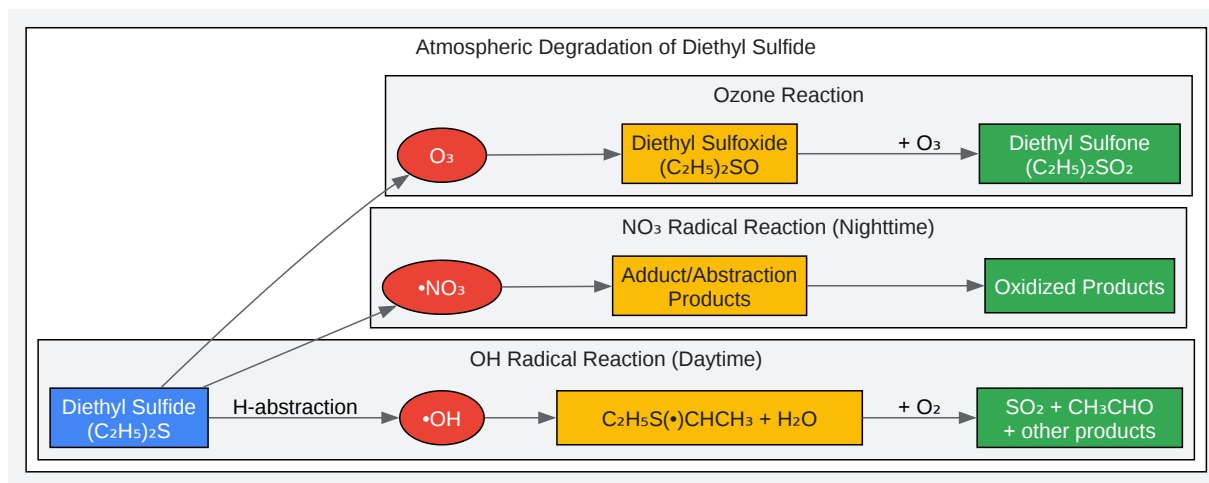 Atmospheric Degradation of Diethyl Sulfide
Ozone Reaction
O₃
Diethyl Sulfoxide
(C₂H₅)₂SO
+ O₃
Diethyl Sulfone
(C₂H₅)₂SO₂
NO₃ Radical Reaction (Nighttime)
•NO₃
Adduct/Abstraction
Products
Oxidized Products
OH Radical Reaction (Daytime)
Diethyl Sulfide
(C₂H₅)₂S
H-abstraction
•OH
C₂H₅S(•)CHCH₃ + H₂O
+ O₂
SO₂ + CH₃CHO
+ other products